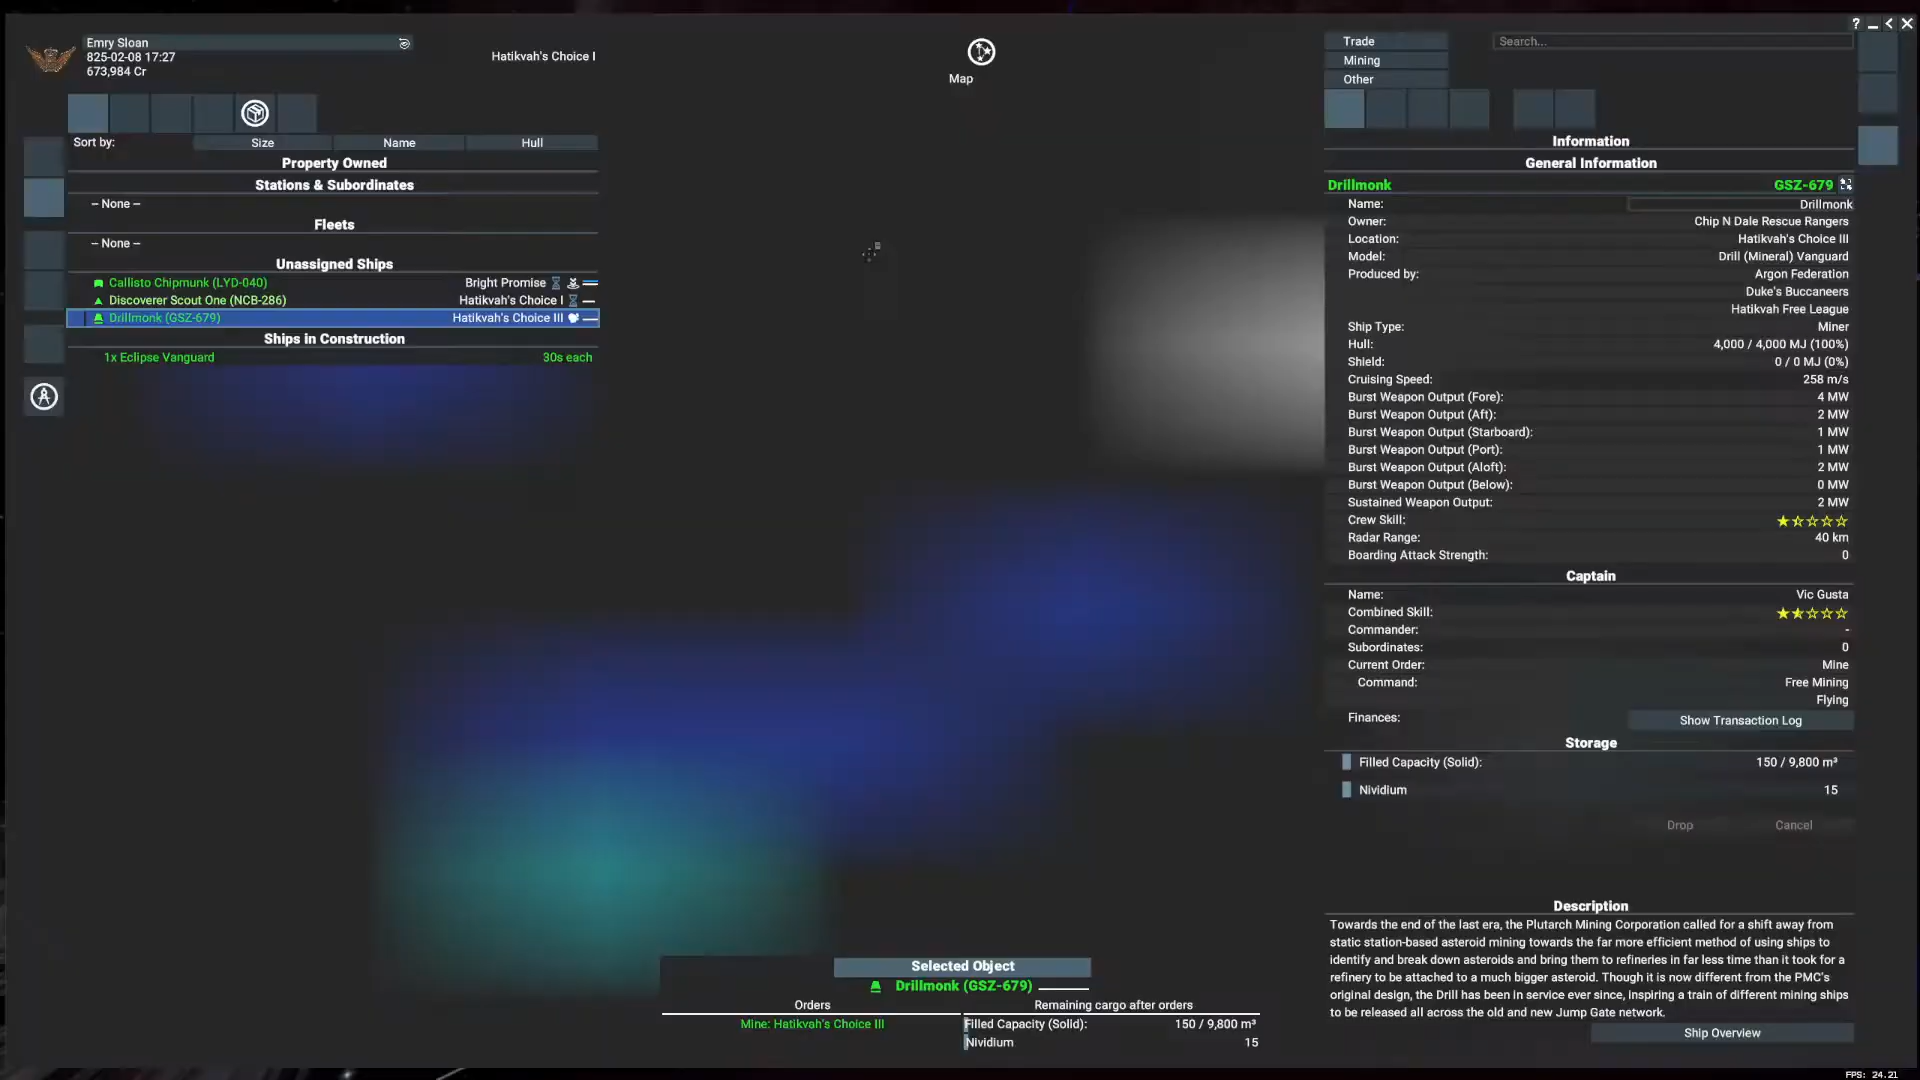 Emry Sloan
825-02-08 17:27
673,984 Cr
Hatikvah's Choice I
Map
Sort by:
Size
Name
Hull
Property Owned
Stations & Subordinates
-- None --
Fleets
-- None --
Unassigned Ships
Callisto Chipmunk (LYD-040) Bright Promise
Discoverer Scout One (NCB-286) Hatikvah's Choice I
Drillmonk (GSZ-679) Hatikvah's Choice III
Ships in Construction
1x Eclipse Vanguard 30s each
Selected Object
Drillmonk (GSZ-679)
Orders
Mine: Hatikvah's Choice III
Remaining cargo after orders
Filled Capacity (Solid): 150 / 9,800 m³
Nividium 15
? _ < X
Trade
Mining
Other
Search...
Information
General Information
Drillmonk GSZ-679
Name: Drillmonk
Owner: Chip N Dale Rescue Rangers
Location: Hatikvah's Choice III
Model: Drill (Mineral) Vanguard
Produced by: Argon Federation
Duke's Buccaneers
Hatikvah Free League
Ship Type: Miner
Hull: 4,000 / 4,000 MJ (100%)
Shield: 0 / 0 MJ (0%)
Cruising Speed: 258 m/s
Burst Weapon Output (Fore): 4 MW
Burst Weapon Output (Aft): 2 MW
Burst Weapon Output (Starboard): 1 MW
Burst Weapon Output (Port): 1 MW
Burst Weapon Output (Aloft): 2 MW
Burst Weapon Output (Below): 0 MW
Sustained Weapon Output: 2 MW
Crew Skill:
Radar Range: 40 km
Boarding Attack Strength: 0
Captain
Name: Vic Gusta
Combined Skill:
Commander: -
Subordinates: 0
Current Order: Mine
Command: Free Mining
Flying
Finances: Show Transaction Log
Storage
Filled Capacity (Solid): 150 / 9,800 m³
Nividium 15
Drop Cancel
Description
Towards the end of the last era, the Plutarch Mining Corporation called for a shift away from
static station-based asteroid mining towards the far more efficient method of using ships to
identify and break down asteroids and bring them to refineries in far less time than it took for a
refinery to be attached to a much bigger asteroid. Though it is now different from the PMC's
original design, the Drill has been in service ever since, inspiring a train of different mining ships
to be released all across the old and new Jump Gate network.
Ship Overview
FPS: 24.21